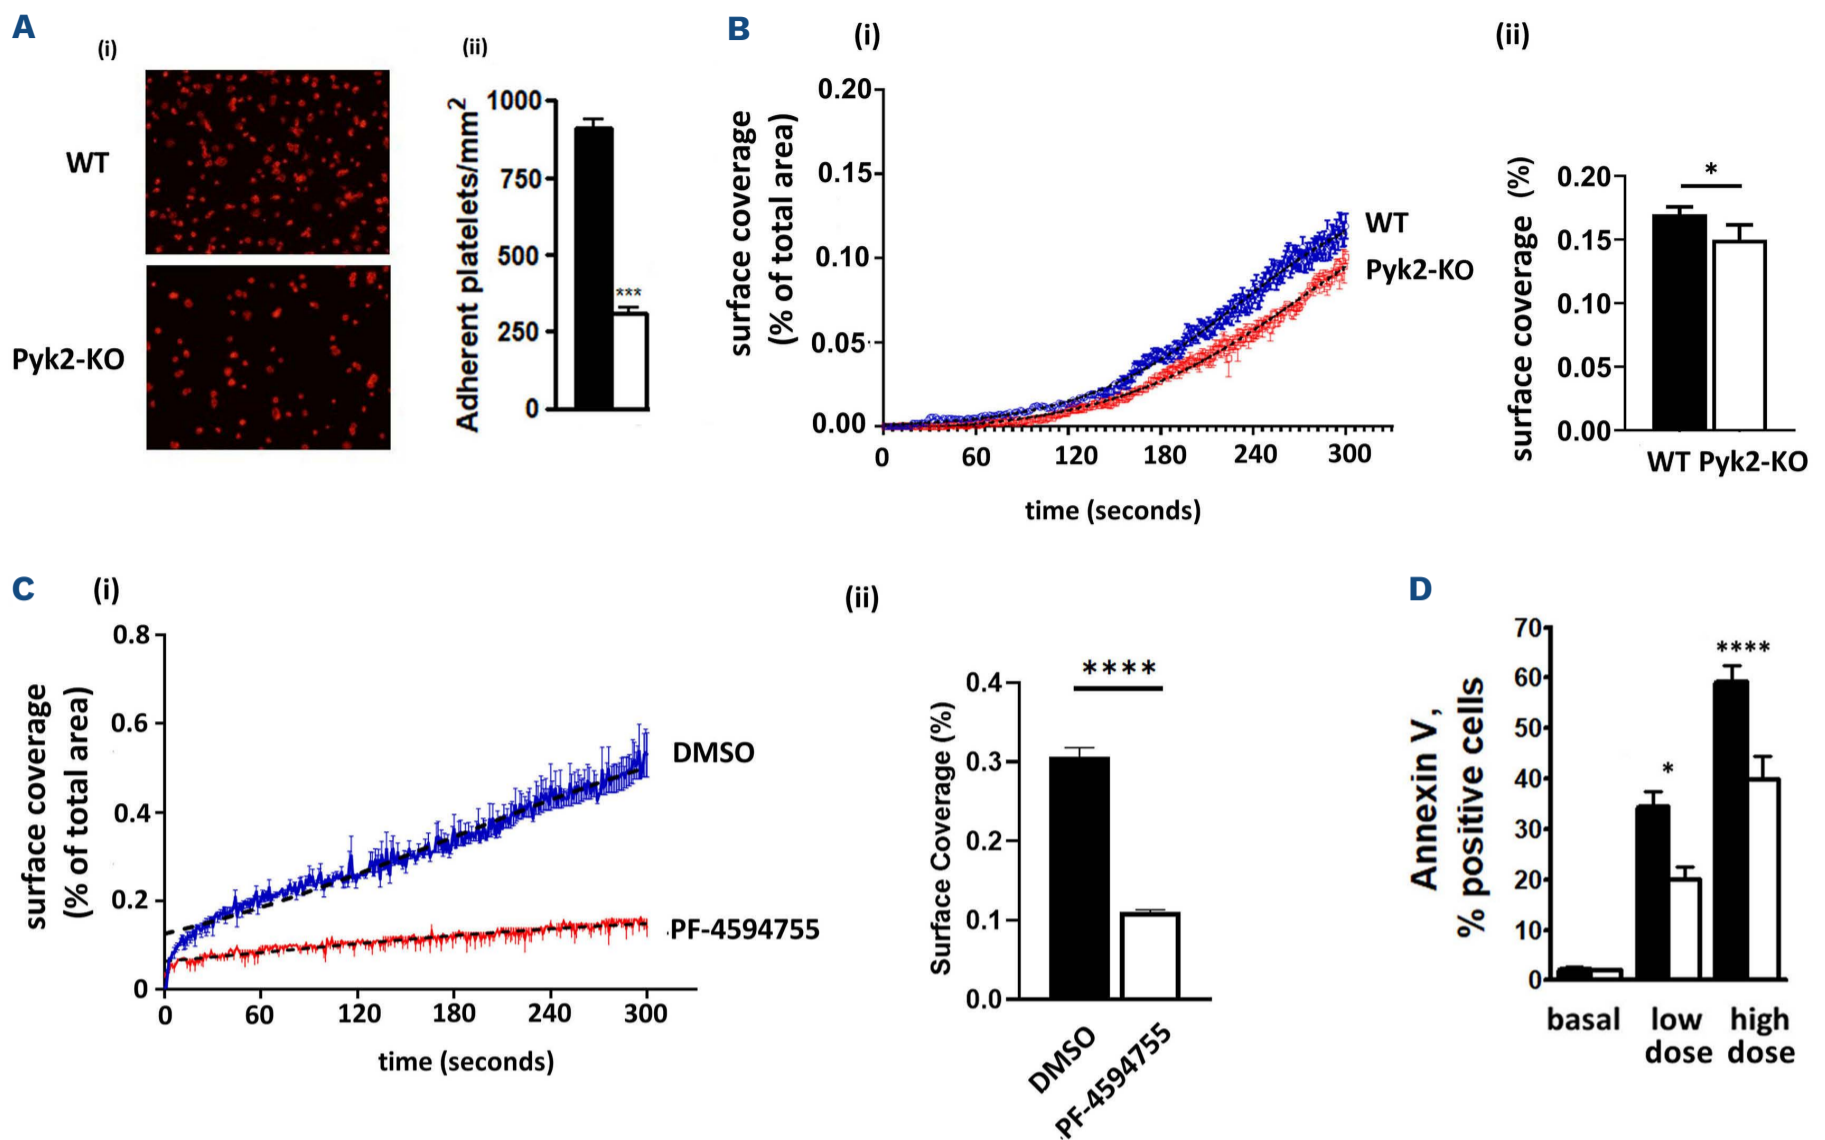 A
(i)
(ii)
WT
Pyk2-KO
Adherent platelets/mm²
1000
750
500
250
0
***
B
(i)
(ii)
surface coverage
(% of total area)
0.20
0.15
0.10
0.05
0.00
WT
Pyk2-KO
0 60 120 180 240 300
time (seconds)
surface coverage (%)
0.20
0.15
0.10
0.05
0.00
*
WT Pyk2-KO
C
(i)
(ii)
surface coverage
(% of total area)
0.8
0.6
0.4
0.2
0
DMSO
PF-4594755
0 60 120 180 240 300
time (seconds)
Surface Coverage (%)
0.4
0.3
0.2
0.1
0.0
****
DMSO
PF-4594755
D
Annexin V,
% positive cells
70
60
50
40
30
20
10
0
*
****
basal
low
dose
high
dose